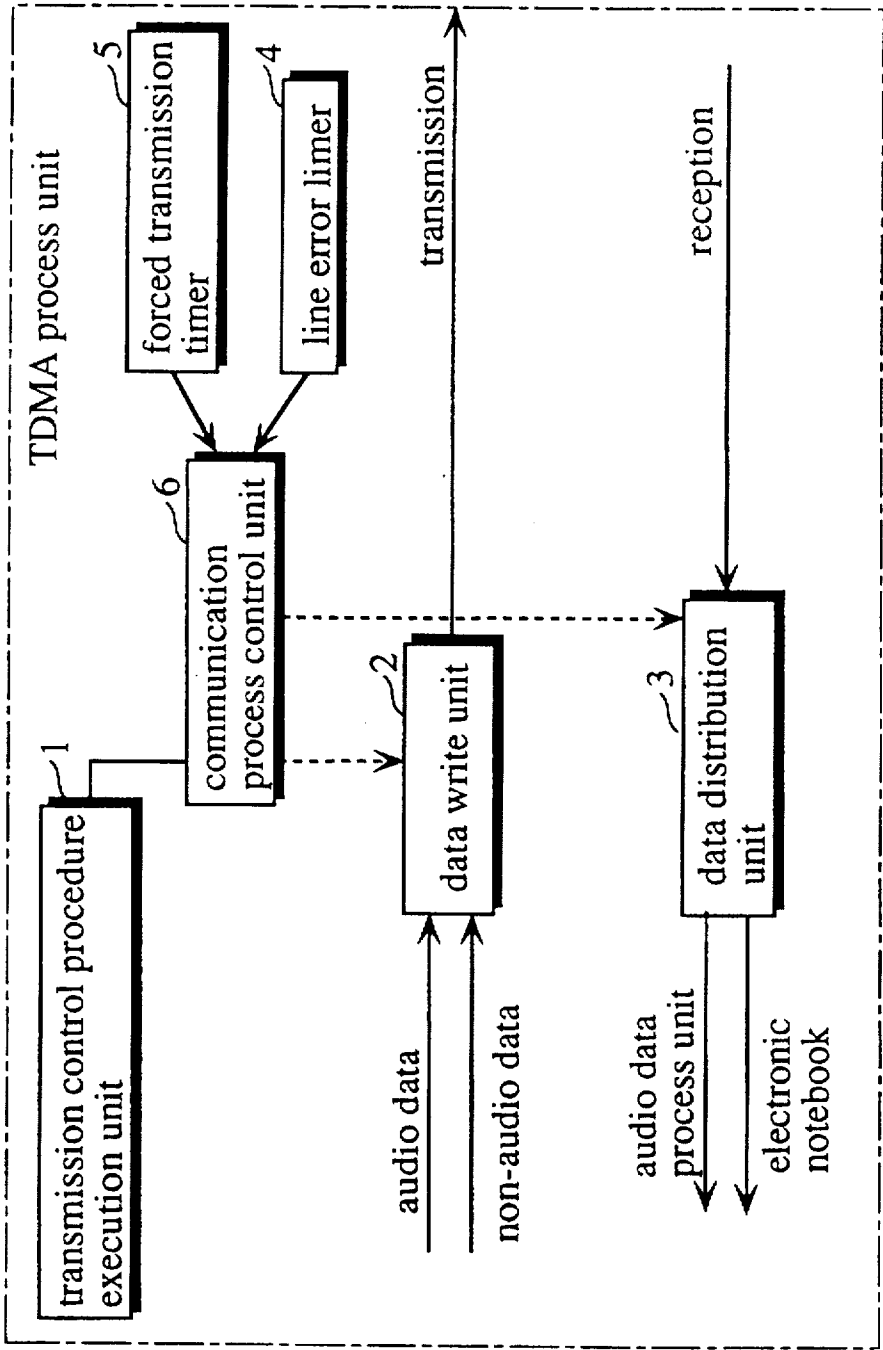 TDMA process unit
1
transmission control procedure
execution unit
6
communication
process control unit
5
forced transmission
timer
4
line error limer
audio data
non-audio data
2
data write unit
transmission
audio data
process unit
electronic
notebook
3
data distribution
unit
reception